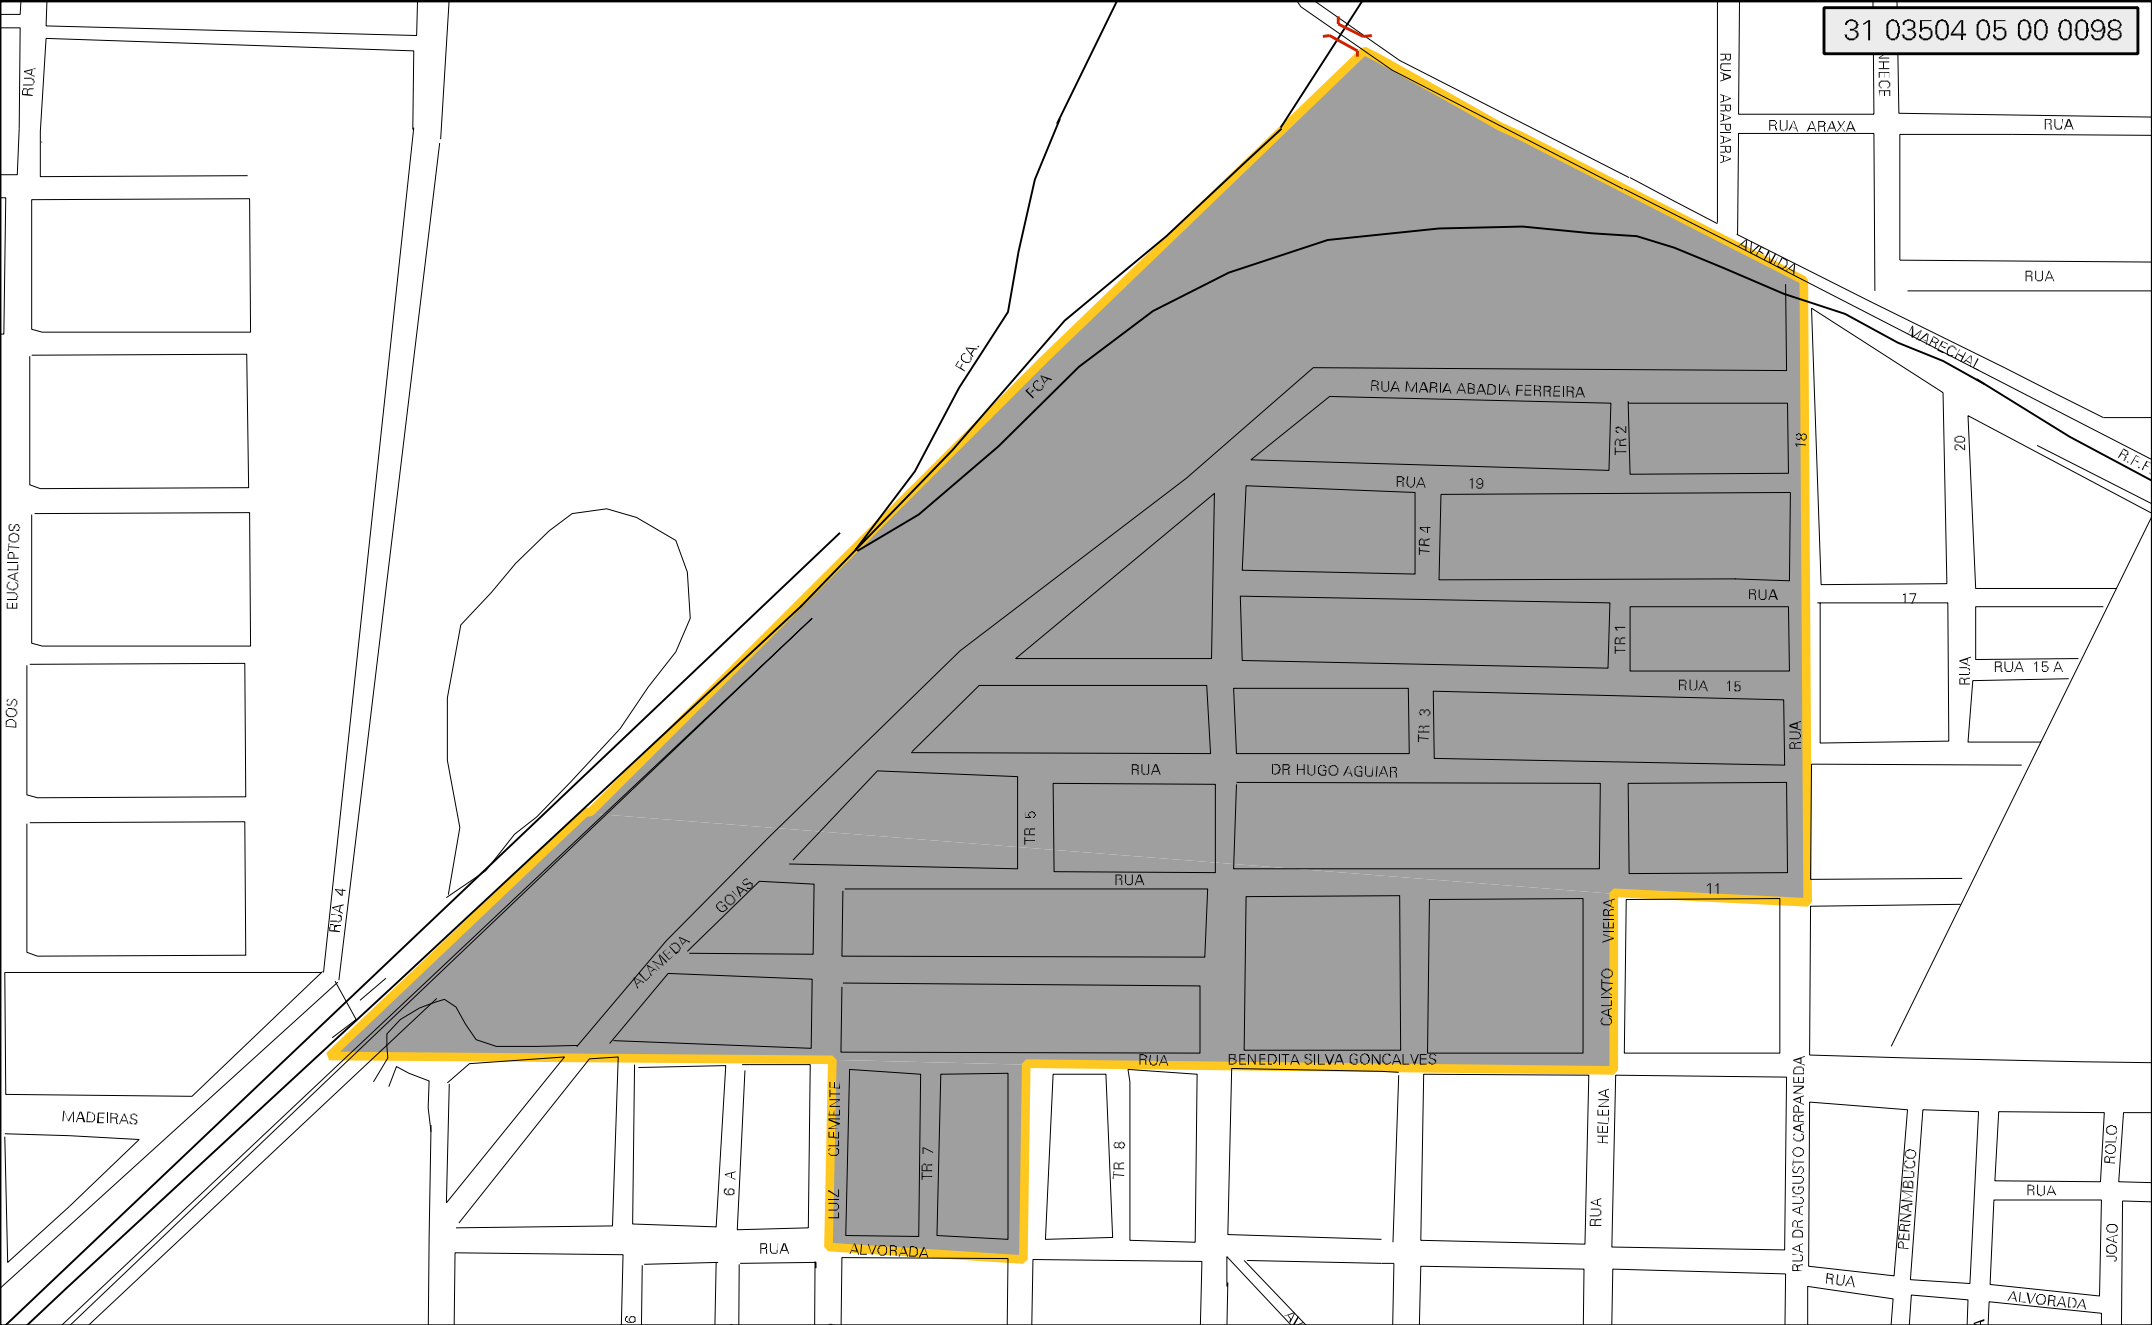 31 03504 05 00 0098
RUA
RUA ARAPIARA
NHECE
RUA ARAXA
RUA
RUA
AVENIDA
MARECHAL
R.F.F.
FCA.
FCA
RUA MARIA ABADIA FERREIRA
TR 2
18
20
RUA 19
TR 4
EUCALIPTOS
DOS
RUA
17
TR 1
RUA 15 A
RUA
RUA 15
TR 3
RUA
RUA DR HUGO AGUIAR
TR 5
RUA 11
GOIAS
ALAMEDA
RUA 4
VIEIRA
CALIXTO
RUA BENEDITA SILVA GONCALVES
MADEIRAS
CLEMENTE
LUIZ
TR 7
6 A
TR 8
HELENA
RUA
RUA DR AUGUSTO CARPANEDA
PERNAMBUCO
ROLO
JOAO
RUA
RUA ALVORADA
RUA
ALVORADA
6
AV
A